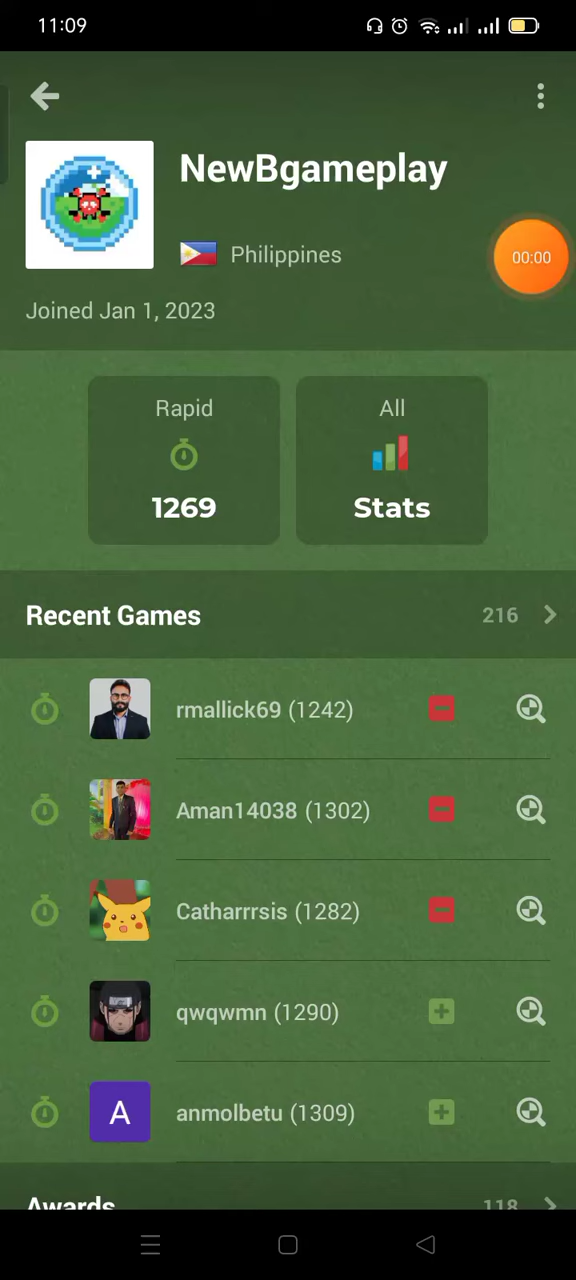 11:09
NewBgameplay
Philippines
00:00
Joined Jan 1, 2023
Rapid
1269
All
Stats
Recent Games 216
rmallick69 (1242)
Aman14038 (1302)
Catharrrsis (1282)
qwqwmn (1290)
A
anmolbetu (1309)
Awards 118